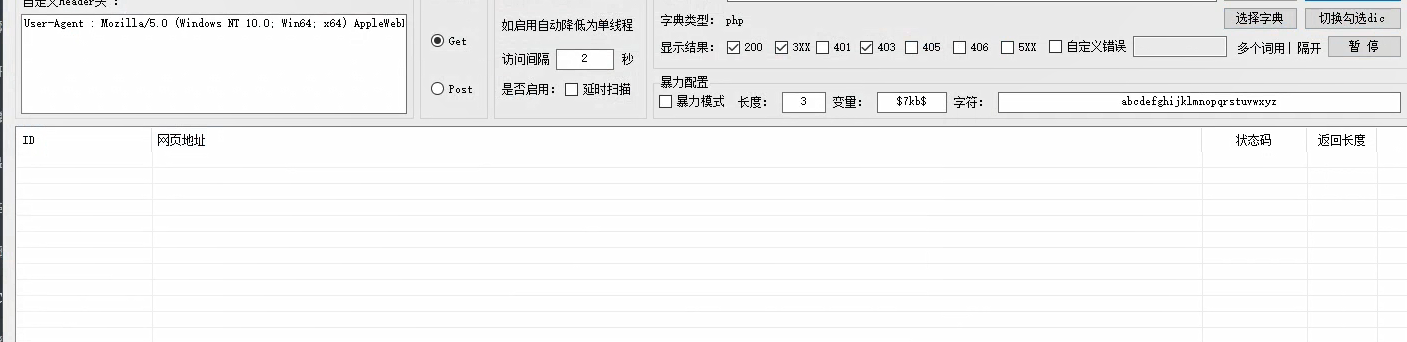 自定义header头 :
User-Agent : Mozilla/5.0 (Windows NT 10.0; Win64; x64) AppleWebK
Get
Post
如启用自动降低为单线程
访问间隔 2 秒
是否启用: 延时扫描
字典类型: php
选择字典 切换勾选dic
显示结果: 200 3XX 401 403 405 406 5XX 自定义错误 多个词用| 隔开 暂 停
暴力配置
暴力模式 长度: 3 变量: $7kb$ 字符: abcdefghijklmnopqrstuvwxyz
ID 网页地址 状态码 返回长度